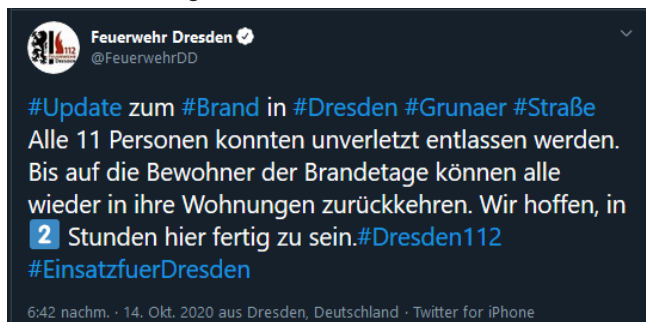 Feuerwehr Dresden
@FeuerwehrDD
#Update zum #Brand in #Dresden #Grunaer #Straße
Alle 11 Personen konnten unverletzt entlassen werden.
Bis auf die Bewohner der Brandetage können alle
wieder in ihre Wohnungen zurückkehren. Wir hoffen, in
2️⃣ Stunden hier fertig zu sein.#Dresden112
#EinsatzfuerDresden
6:42 nachm. · 14. Okt. 2020 aus Dresden, Deutschland · Twitter for iPhone